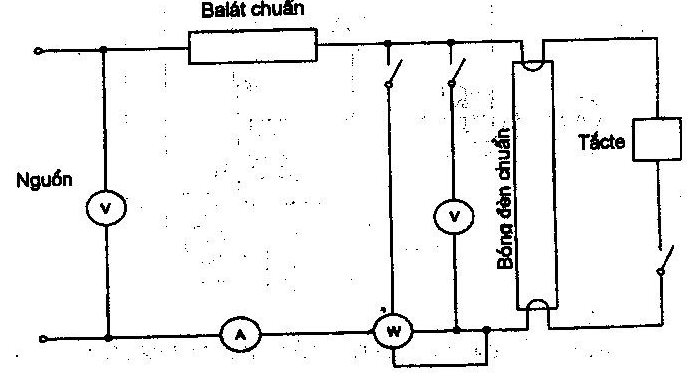 Balát chuẩn
Tắcte
Nguồn
V
V
Bóng đèn chuẩn
A
W